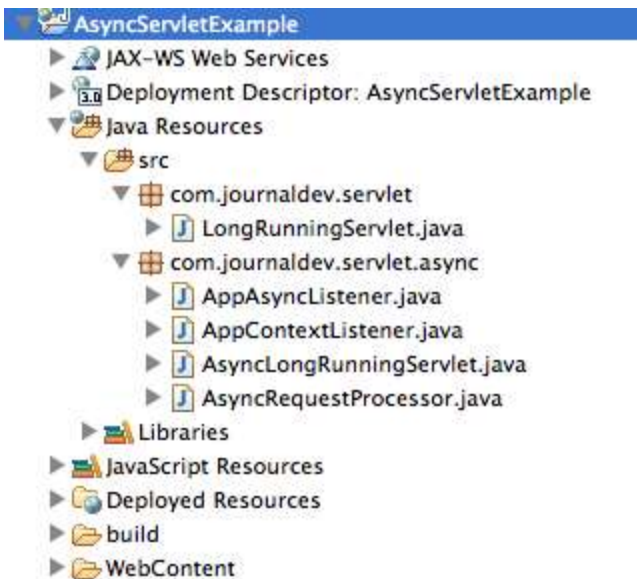 AsyncServletExample
JAX-WS Web Services
3.0 Deployment Descriptor: AsyncServletExample
Java Resources
src
com.journaldev.servlet
J LongRunningServlet.java
com.journaldev.servlet.async
J AppAsyncListener.java
J AppContextListener.java
J AsyncLongRunningServlet.java
J AsyncRequestProcessor.java
Libraries
JavaScript Resources
Deployed Resources
build
WebContent